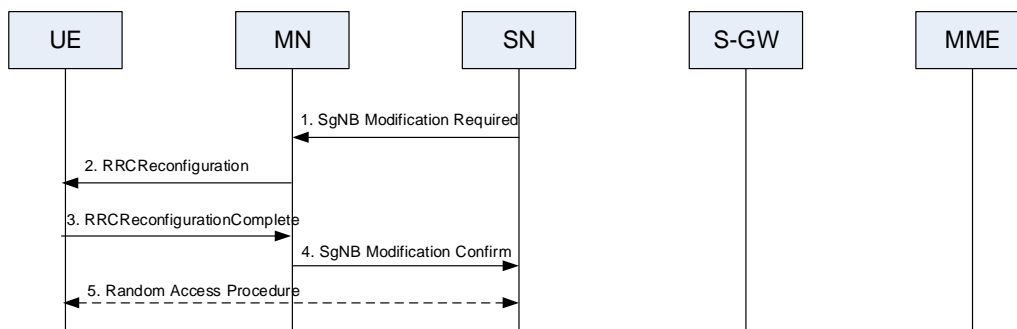 UE
MN
SN
S-GW
MME
1. SgNB Modification Required
2. RRCReconfiguration
3. RRCReconfigurationComplete
4. SgNB Modification Confirm
5. Random Access Procedure